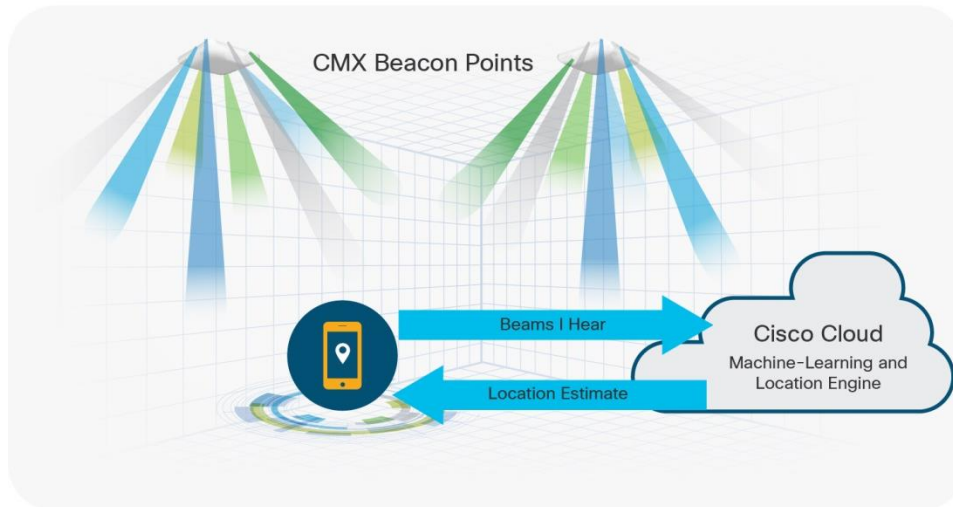 CMX Beacon Points
Beams I Hear
Cisco Cloud
Machine-Learning and
Location Engine
Location Estimate